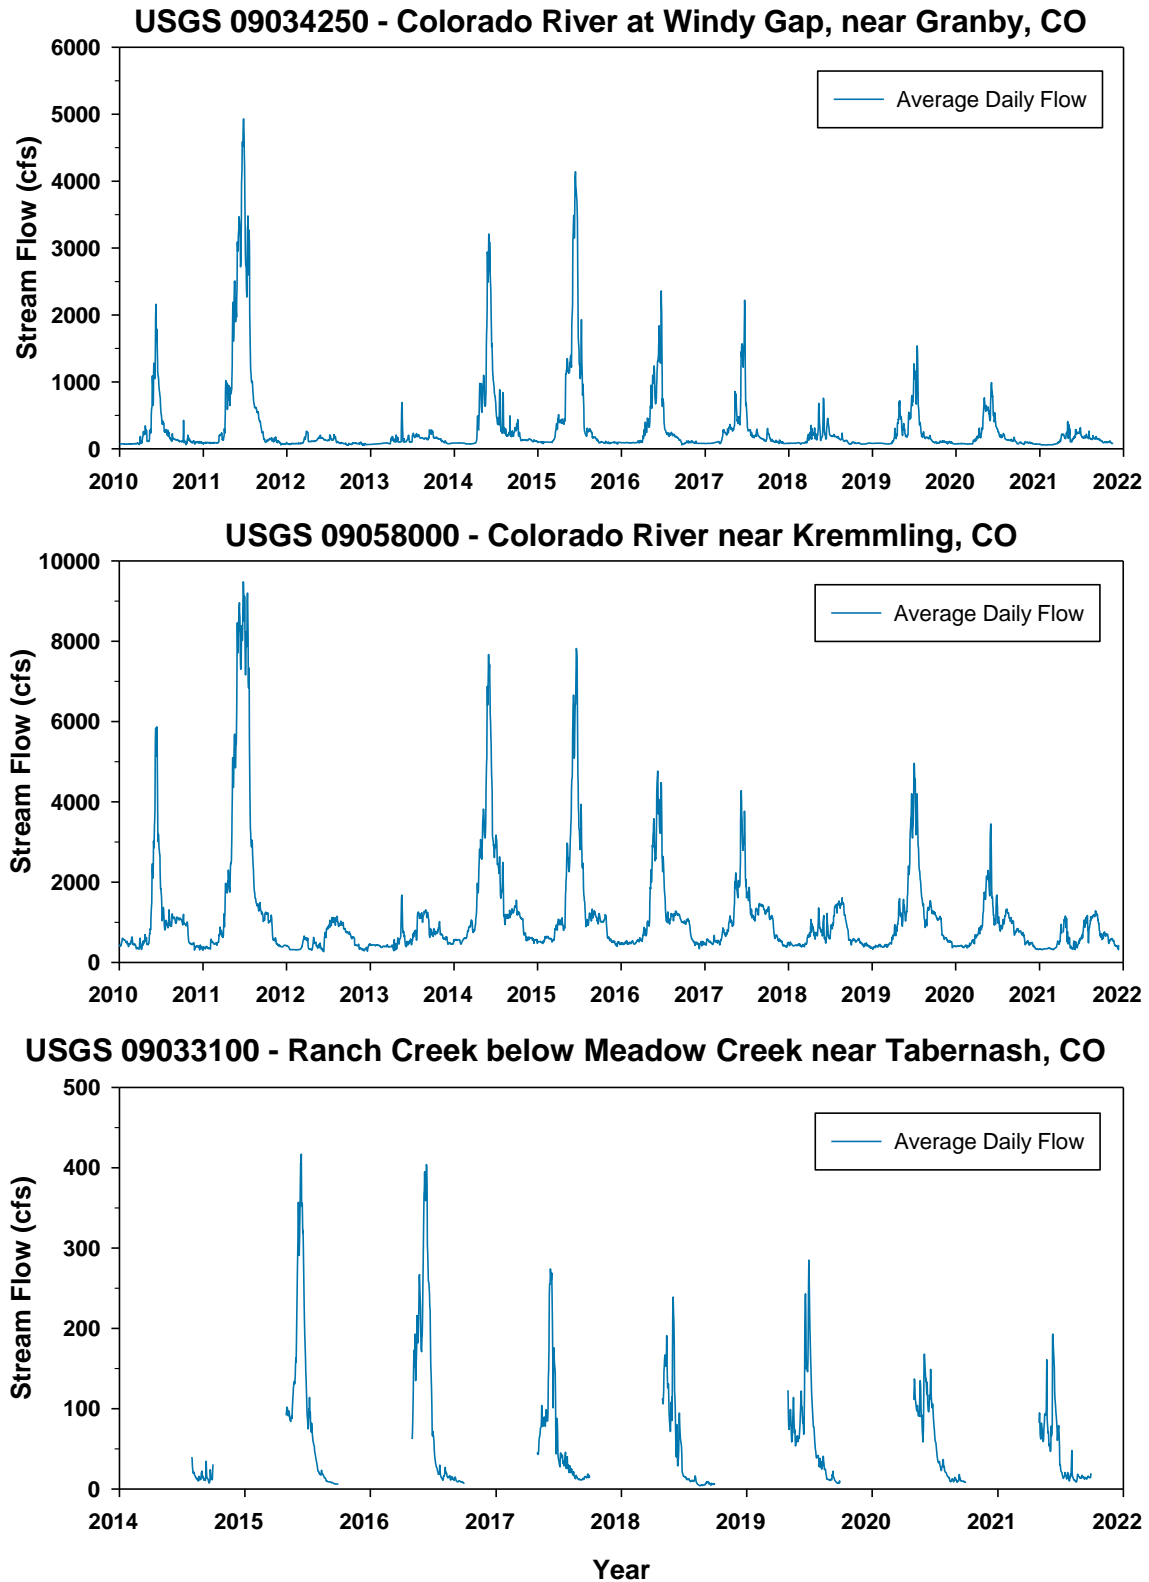 USGS 09034250 - Colorado River at Windy Gap, near Granby, CO
6000
5000
4000
3000
2000
1000
0
Stream Flow (cfs)
Average Daily Flow
2010 2011 2012 2013 2014 2015 2016 2017 2018 2019 2020 2021 2022
USGS 09058000 - Colorado River near Kremmling, CO
10000
8000
6000
4000
2000
0
Stream Flow (cfs)
Average Daily Flow
2010 2011 2012 2013 2014 2015 2016 2017 2018 2019 2020 2021 2022
USGS 09033100 - Ranch Creek below Meadow Creek near Tabernash, CO
500
400
300
200
100
0
Stream Flow (cfs)
Average Daily Flow
2014 2015 2016 2017 2018 2019 2020 2021 2022
Year